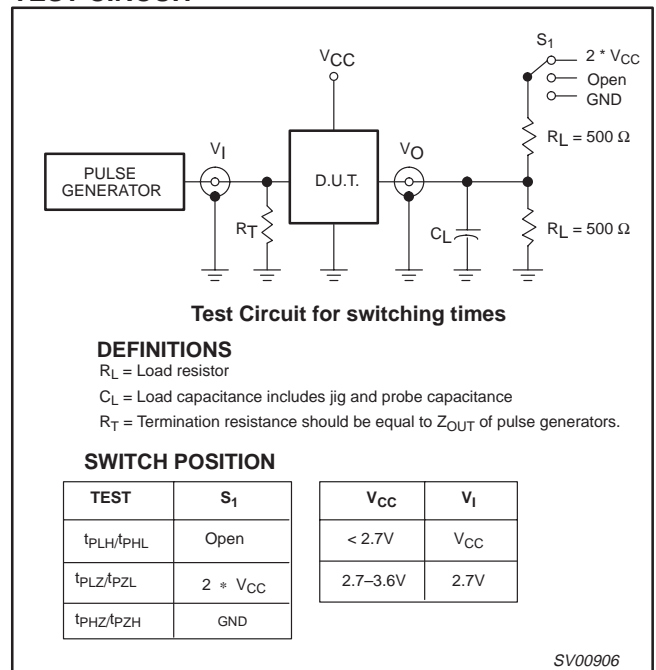 TEST CIRCUIT
S1
2 * VCC
Open
GND
VCC
RL = 500 Ω
VI
VO
PULSE
GENERATOR
D.U.T.
RT
CL
RL = 500 Ω
Test Circuit for switching times
DEFINITIONS
RL = Load resistor
CL = Load capacitance includes jig and probe capacitance
RT = Termination resistance should be equal to ZOUT of pulse generators.
SWITCH POSITION
TEST S1
tPLH/tPHL Open
tPLZ/tPZL 2 * VCC
tPHZ/tPZH GND
VCC VI
< 2.7V VCC
2.7–3.6V 2.7V
SV00906